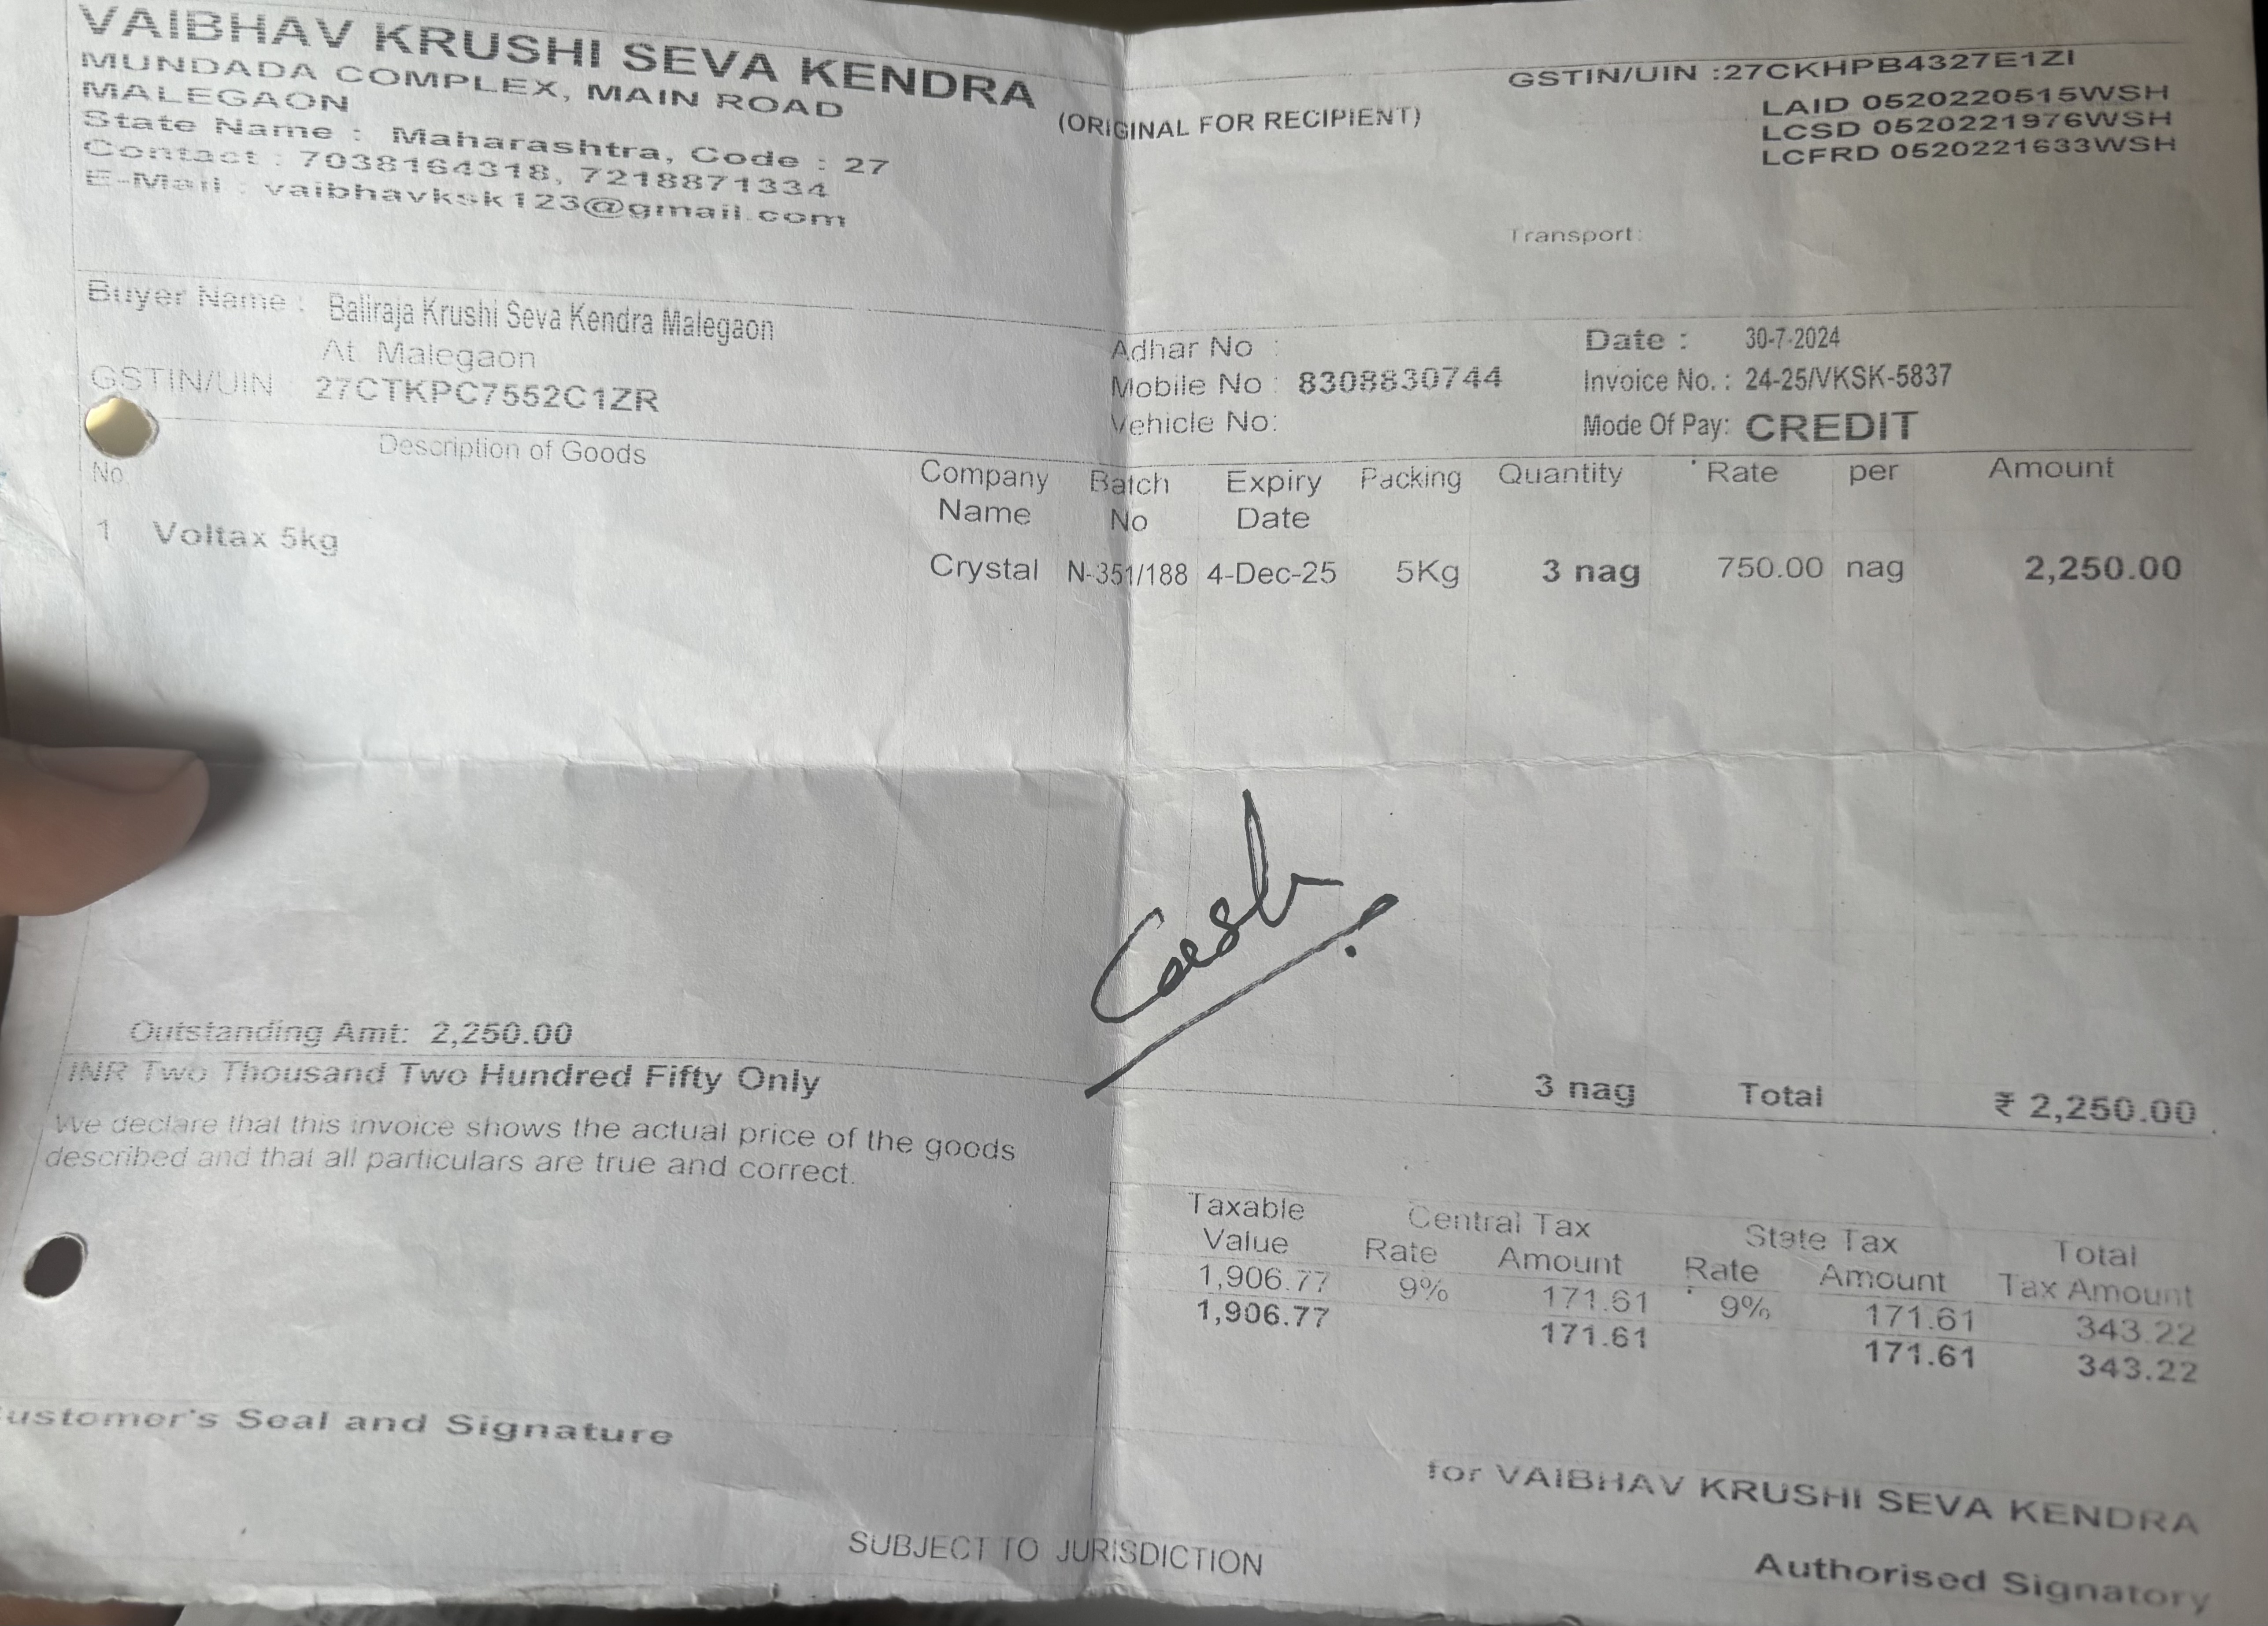 VAIBHAV KRUSHI SEVA KENDRA
MUNDADA COMPLEX, MAIN ROAD
MALEGAON
State Name : Maharashtra, Code : 27
Contact : 7038164318, 7218871334
E-Mail : vaibhavksk123@gmail.com
(ORIGINAL FOR RECIPIENT)
GSTIN/UIN :27CKHPB4327E1ZI
LAID 0520220515WSH
LCSD 0520221976WSH
LCFRD 0520221633WSH
Transport:
Buyer Name : Baliraja Krushi Seva Kendra Malegaon
At. Malegaon
GSTIN/UIN : 27CTKPC7552C1ZR
Adhar No :
Mobile No : 8308830744
Vehicle No:
Date : 30-7-2024
Invoice No. : 24-25/VKSK-5837
Mode Of Pay: CREDIT
No Description of Goods Company Name Batch No Expiry Date Packing Quantity Rate per Amount
1 Voltax 5kg Crystal N-351/188 4-Dec-25 5Kg 3 nag 750.00 nag 2,250.00
Cash
Outstanding Amt: 2,250.00
3 nag Total ₹ 2,250.00
INR Two Thousand Two Hundred Fifty Only
We declare that this invoice shows the actual price of the goods
described and that all particulars are true and correct.
Taxable Value Central Tax Rate Amount State Tax Rate Amount Total Tax Amount
1,906.77 9% 171.61 9% 171.61 343.22
1,906.77 171.61 171.61 343.22
ustomer's Seal and Signature
for VAIBHAV KRUSHI SEVA KENDRA
SUBJECT TO JURISDICTION
Authorised Signatory